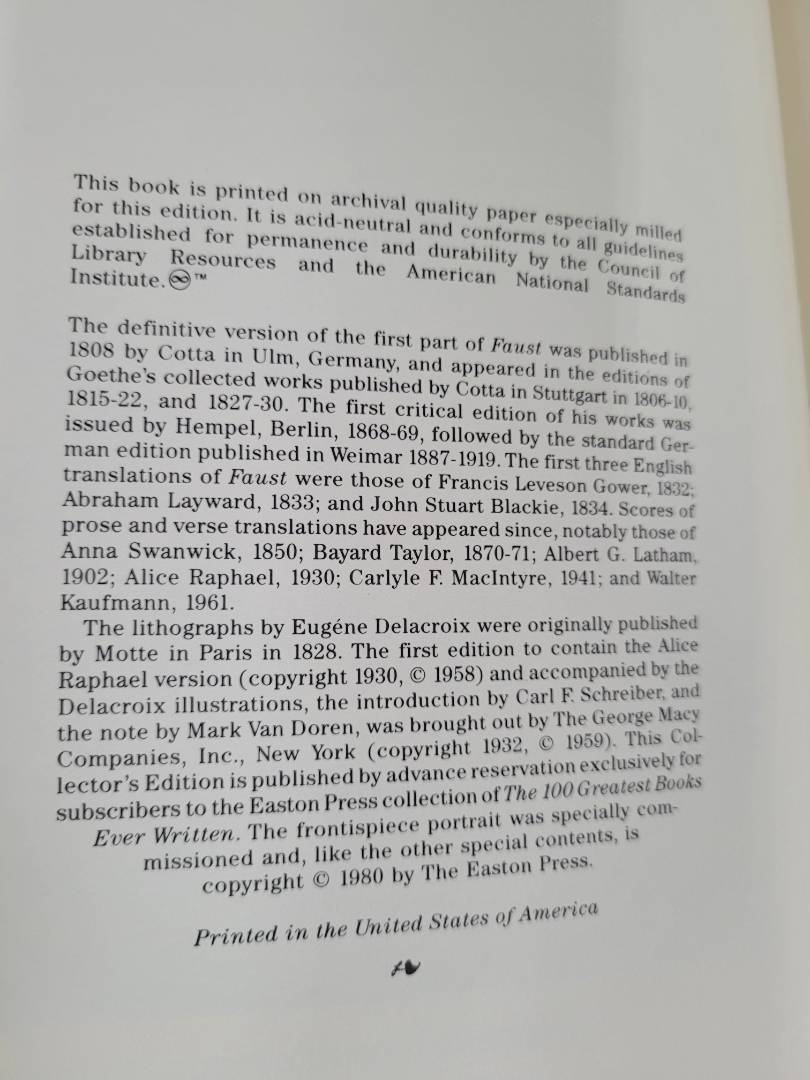 This book is printed on archival quality paper especially milled
for this edition. It is acid-neutral and conforms to all guidelines
established for permanence and durability by the Council of
Library Resources and the American National Standards
Institute.♾™
The definitive version of the first part of Faust was published in
1808 by Cotta in Ulm, Germany, and appeared in the editions of
Goethe's collected works published by Cotta in Stuttgart in 1806-10,
1815-22, and 1827-30. The first critical edition of his works was
issued by Hempel, Berlin, 1868-69, followed by the standard Ger-
man edition published in Weimar 1887-1919. The first three English
translations of Faust were those of Francis Leveson Gower, 1832;
Abraham Layward, 1833; and John Stuart Blackie, 1834. Scores of
prose and verse translations have appeared since, notably those of
Anna Swanwick, 1850; Bayard Taylor, 1870-71; Albert G. Latham,
1902; Alice Raphael, 1930; Carlyle F. MacIntyre, 1941; and Walter
Kaufmann, 1961.
The lithographs by Eugéne Delacroix were originally published
by Motte in Paris in 1828. The first edition to contain the Alice
Raphael version (copyright 1930, © 1958) and accompanied by the
Delacroix illustrations, the introduction by Carl F. Schreiber, and
the note by Mark Van Doren, was brought out by The George Macy
Companies, Inc., New York (copyright 1932, © 1959). This Col-
lector's Edition is published by advance reservation exclusively for
subscribers to the Easton Press collection of The 100 Greatest Books
Ever Written. The frontispiece portrait was specially com-
missioned and, like the other special contents, is
copyright © 1980 by The Easton Press.
Printed in the United States of America